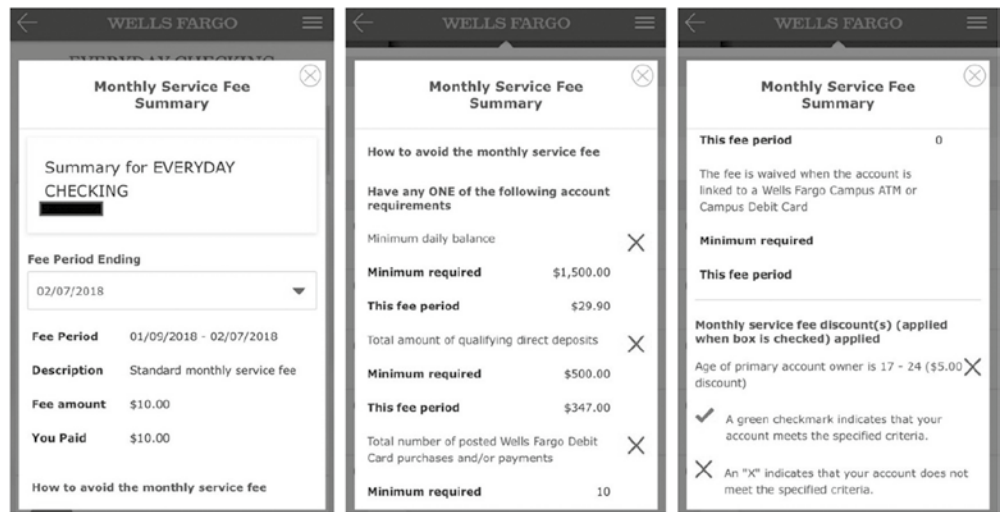 WELLS FARGO
EVERYDAY CHECKING
Monthly Service Fee
Summary
Summary for EVERYDAY
CHECKING
Fee Period Ending
02/07/2018
Fee Period 01/09/2018 - 02/07/2018
Description Standard monthly service fee
Fee amount $10.00
You Paid $10.00
How to avoid the monthly service fee
WELLS FARGO
Monthly Service Fee
Summary
How to avoid the monthly service fee
Have any ONE of the following account
requirements
Minimum daily balance
Minimum required $1,500.00
This fee period $29.90
Total amount of qualifying direct deposits
Minimum required $500.00
This fee period $347.00
Total number of posted Wells Fargo Debit
Card purchases and/or payments
Minimum required 10
WELLS FARGO
Monthly Service Fee
Summary
This fee period 0
The fee is waived when the account is
linked to a Wells Fargo Campus ATM or
Campus Debit Card
Minimum required
This fee period
Monthly service fee discount(s) (applied
when box is checked) applied
Age of primary account owner is 17 - 24 ($5.00
discount)
A green checkmark indicates that your
account meets the specified criteria.
An "X" indicates that your account does not
meet the specified criteria.